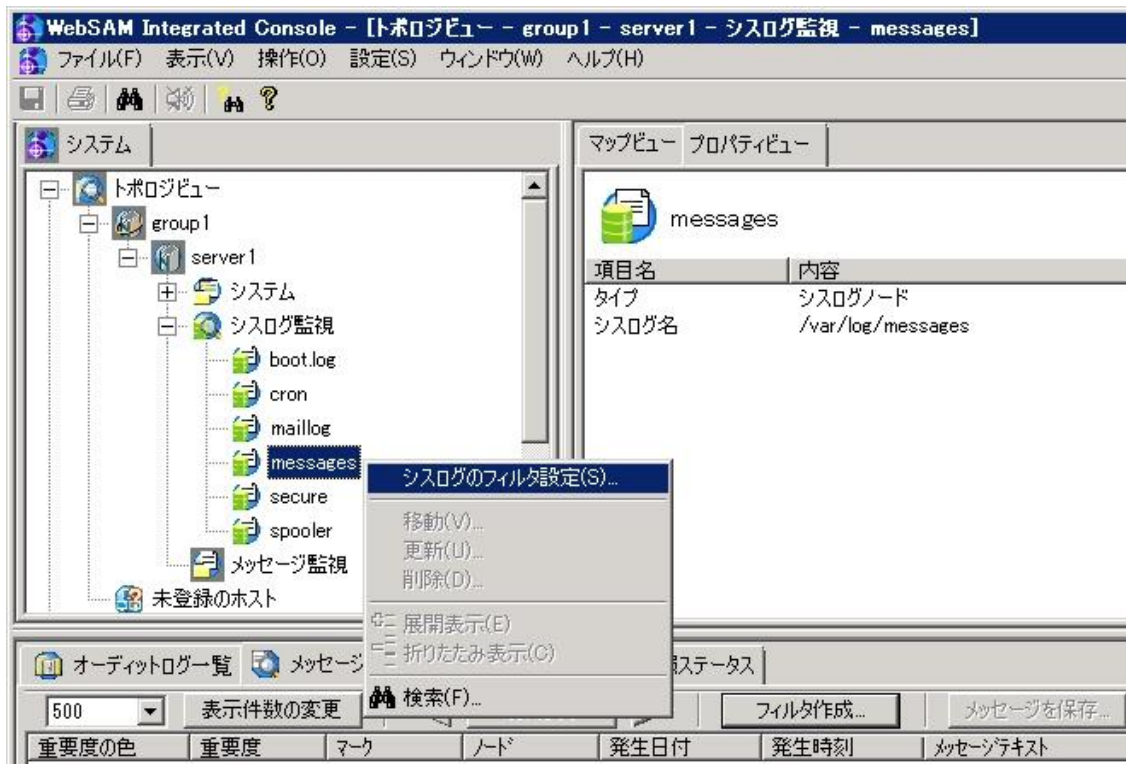 WebSAM Integrated Console - [トポロジビュー - group1 - server1 - シスログ監視 - messages]
ファイル(F) 表示(V) 操作(O) 設定(S) ウィンドウ(W) ヘルプ(H)
システム
トポロジビュー
group1
server1
システム
シスログ監視
boot.log
cron
maillog
messages
secure
spooler
メッセージ監視
未登録のホスト
マップビュー プロパティビュー
messages
項目名 内容
タイプ シスログノード
シスログ名 /var/log/messages
シスログのフィルタ設定(S)...
移動(V)...
更新(U)...
削除(D)...
展開表示(E)
折りたたみ表示(C)
検索(F)...
オーディットログ一覧 メッセージ ステータス
500 表示件数の変更 フィルタ作成... メッセージを保存...
重要度の色 重要度 マーク ノード 発生日付 発生時刻 メッセージテキスト